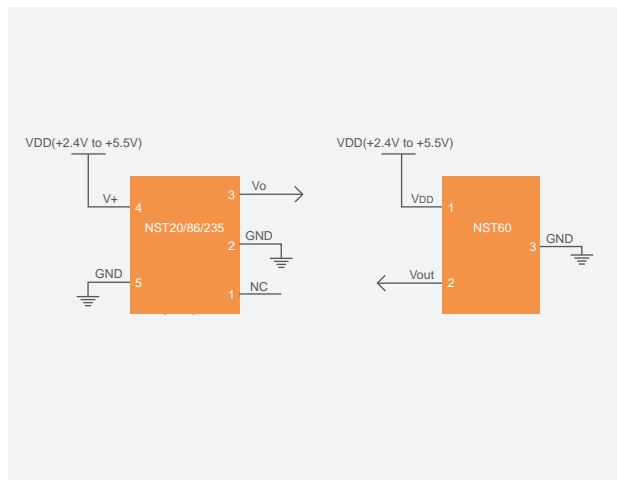 VDD(+2.4V to +5.5V)
V+
4
NST20/86/235
3
Vo
2
GND
GND
5
1
NC
VDD(+2.4V to +5.5V)
VDD
1
NST60
3
GND
Vout
2